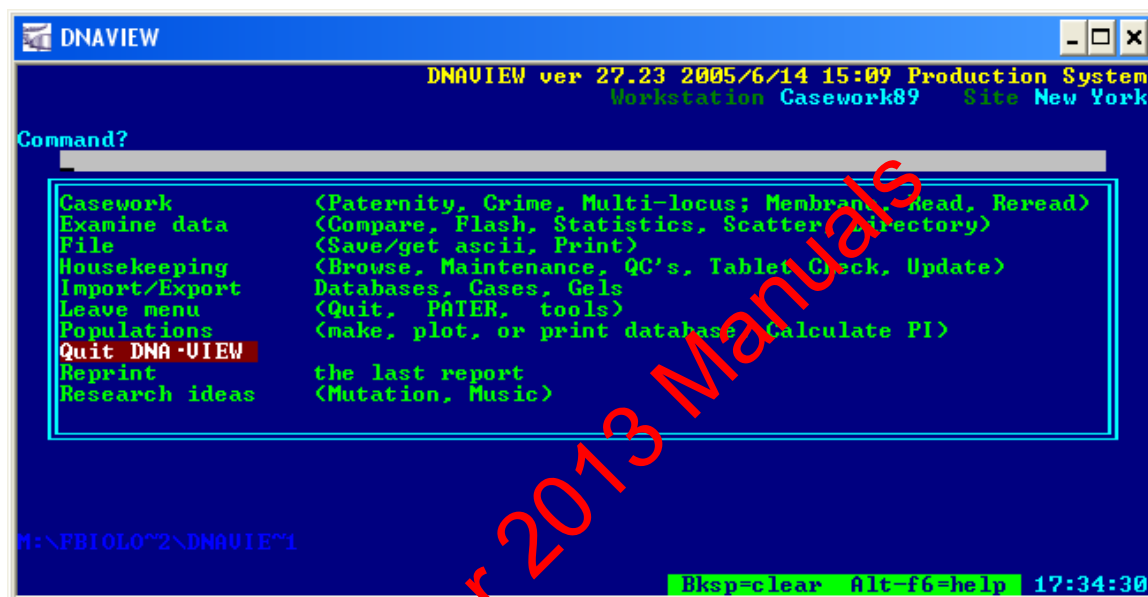 DNAVIEW
DNAVIEW ver 27.23 2005/6/14 15:09 Production System
Workstation Casework89 Site New York
Command?
Casework (Paternity, Crime, Multi-locus; Membrane, Read, Reread)
Examine data (Compare, Flash, Statistics, Scatter, Directory)
File (Save/get ascii, Print)
Housekeeping (Browse, Maintenance, QC's, Tablet Check, Update)
Import/Export Databases, Cases, Gels
Leave menu (Quit, PATER, tools)
Populations (make, plot, or print database, Calculate PI)
Quit DNA·VIEW
Reprint the last report
Research ideas (Mutation, Music)
M:\FBIOLO~2\DNAVIE~1
Bksp=clear Alt-f6=help 17:34:30
2013 Manuals